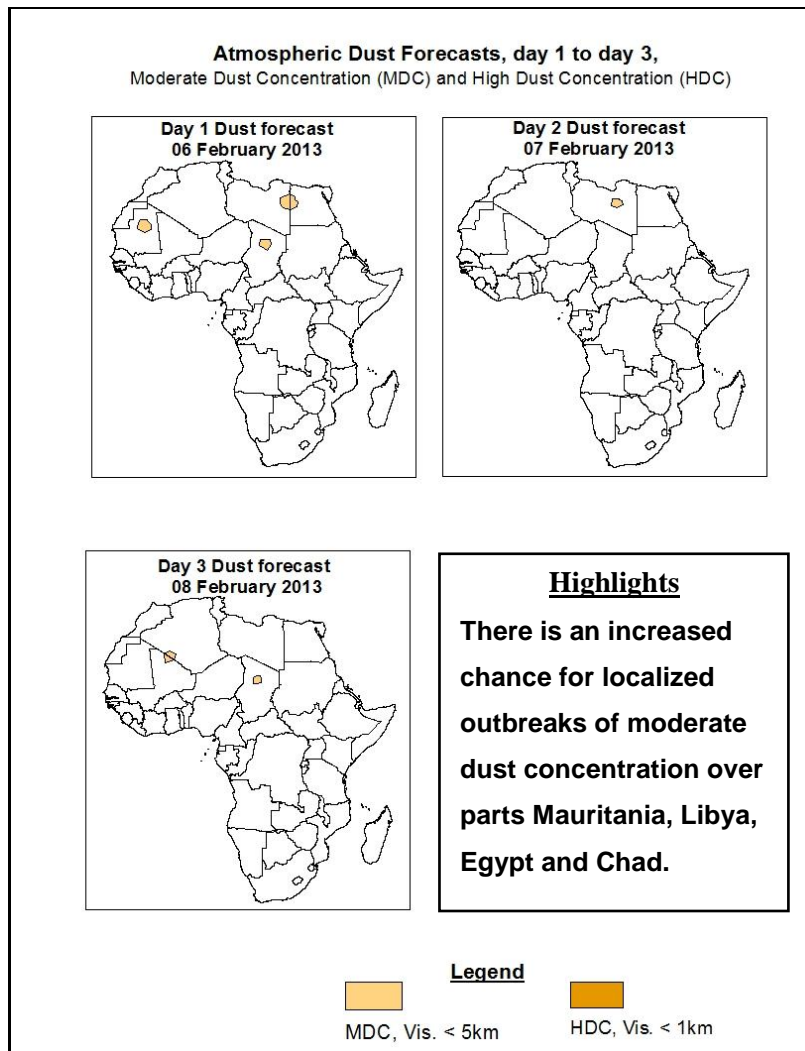 Atmospheric Dust Forecasts, day 1 to day 3,
Moderate Dust Concentration (MDC) and High Dust Concentration (HDC)
Day 1 Dust forecast
06 February 2013
Day 2 Dust forecast
07 February 2013
Day 3 Dust forecast
08 February 2013
Highlights
There is an increased
chance for localized
outbreaks of moderate
dust concentration over
parts Mauritania, Libya,
Egypt and Chad.
Legend
MDC, Vis. < 5km
HDC, Vis. < 1km